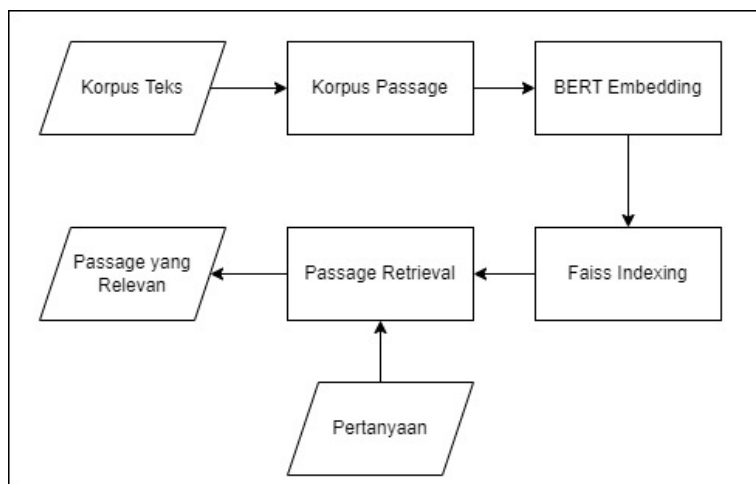 Korpus Teks
Korpus Passage
BERT Embedding
Passage yang
Relevan
Passage Retrieval
Faiss Indexing
Pertanyaan